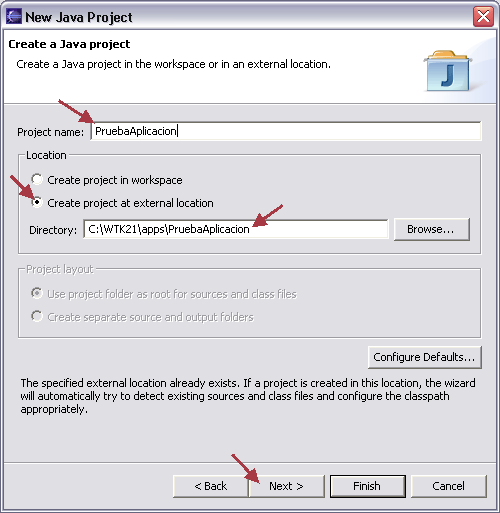 New Java Project
Create a Java project
Create a Java project in the workspace or in an external location.
J
Project name: PruebaAplicacion
Location
Create project in workspace
Create project at external location
Directory: C:\WTK21\apps\PruebaAplicacion Browse...
Project layout
Use project folder as root for sources and class files
Create separate source and output folders
Configure Defaults...
The specified external location already exists. If a project is created in this location, the wizard
will automatically try to detect existing sources and class files and configure the classpath
appropriately.
< Back Next > Finish Cancel